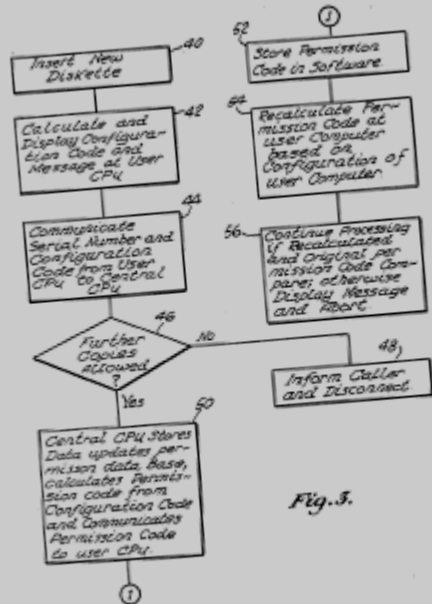 40
Insert New
Diskette
42
Calculate and
Display Configura-
tion Code and
Message at User
CPU
44
Communicate
Serial Number and
Configuration
Code from User
CPU to Central
CPU
46
Further
Copies
Allowed
?
No
48
Inform Caller
and Disconnect.
Yes
50
Central CPU Stores
Data updates per-
misson data base,
calculates Permis-
sion code from
Configuration Code
and Communicates
Permission Code
to user CPU.
1
1
52
Store Permission
Code in Software.
54
Recalculate Per-
mission Code at
user Computer
based on
Configuration of
user Computer.
56
Continue Processing
if Recalculated
and Original per
mission Code Com-
pare; otherwise
Display Message
and Abort.
Fig. 3.